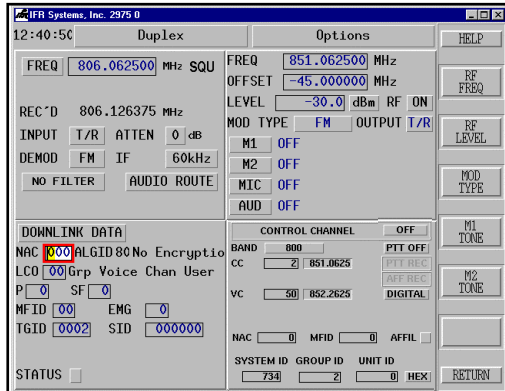 IFR Systems, Inc. 2975 0
12:40:50 Duplex Options HELP
FREQ 806.062500 MHz SQU
FREQ 851.062500 MHz
OFFSET -45.000000 MHz
RF FREQ
LEVEL -30.0 dBm RF ON
REC'D 806.126375 MHz
MOD TYPE FM OUTPUT T/R
RF LEVEL
INPUT T/R ATTEN 0 dB
M1 OFF
DEMOD FM IF 60kHz
M2 OFF
NO FILTER AUDIO ROUTE
MIC OFF
MOD TYPE
AUD OFF
DOWNLINK DATA
NAC 000 ALGID 80 No Encryptio
LCO 00 Grp Voice Chan User
P 0 SF 0
MFID 00 EMG 0
TGID 0002 SID 000000
STATUS
CONTROL CHANNEL OFF
BAND 800 PTT OFF
CC 2 851.0625 PTT REC
AFF REC
VC 50 852.2625 DIGITAL
NAC 0 MFID 0 AFFIL
SYSTEM ID GROUP ID UNIT ID
734 2 0 HEX
M1 TONE
M2 TONE
RETURN